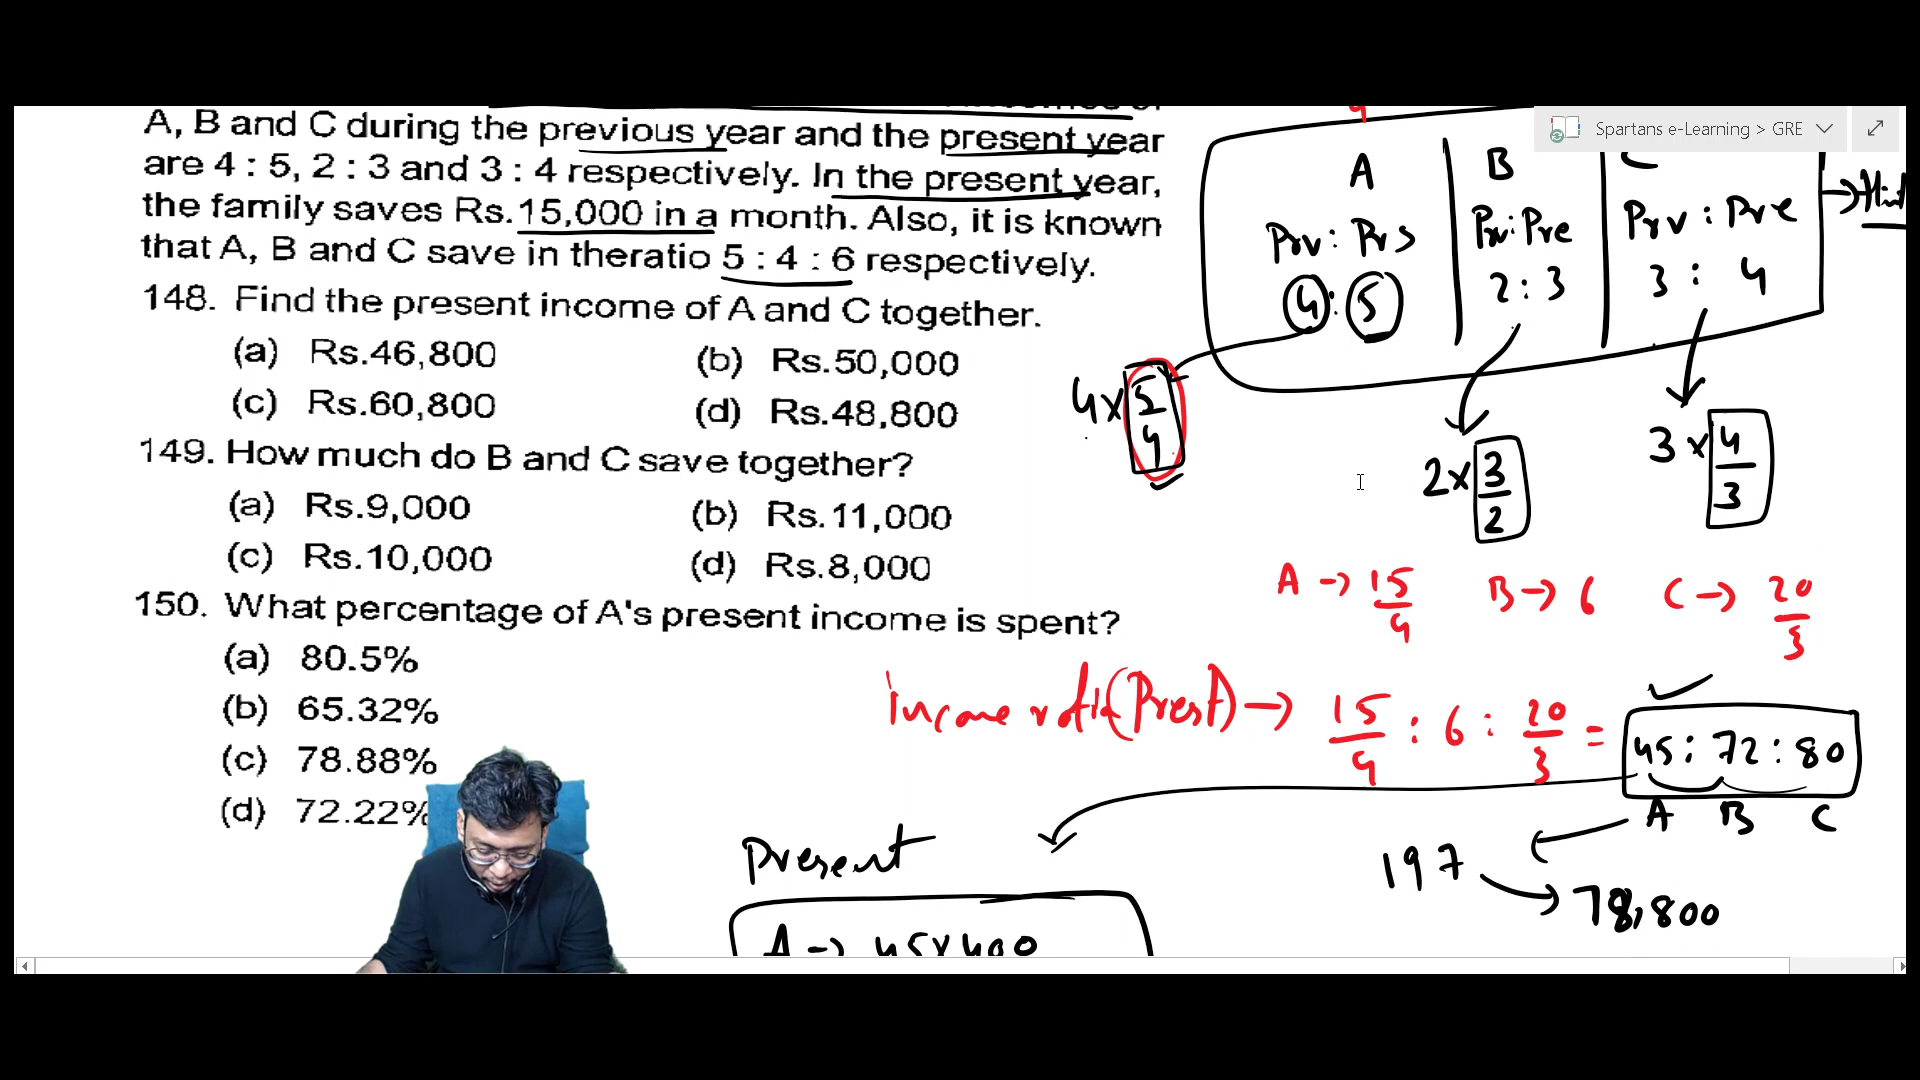 A, B and C during the previous year and the present year
are 4 : 5, 2 : 3 and 3 : 4 respectively. In the present year,
the family saves Rs.15,000 in a month. Also, it is known
that A, B and C save in theratio 5 : 4 : 6 respectively.
148. Find the present income of A and C together.
(a) Rs.46,800 (b) Rs.50,000
(c) Rs.60,800 (d) Rs.48,800
149. How much do B and C save together?
(a) Rs.9,000 (b) Rs.11,000
(c) Rs.10,000 (d) Rs.8,000
150. What percentage of A's present income is spent?
(a) 80.5%
(b) 65.32%
(c) 78.88%
(d) 72.22%
Spartans e-Learning > GRE
A B C
Prv : Prs Prv : Pre Prv : Pre
4 : 5 2 : 3 3 : 4
4 x 5/4 2 x 3/2 3 x 4/3
A → 15/4 B → 6 C → 20/3
income ratio (Present) → 15/4 : 6 : 20/3 = 45 : 72 : 80
A B C
197 → 78,800
Present
A → 45 x 400